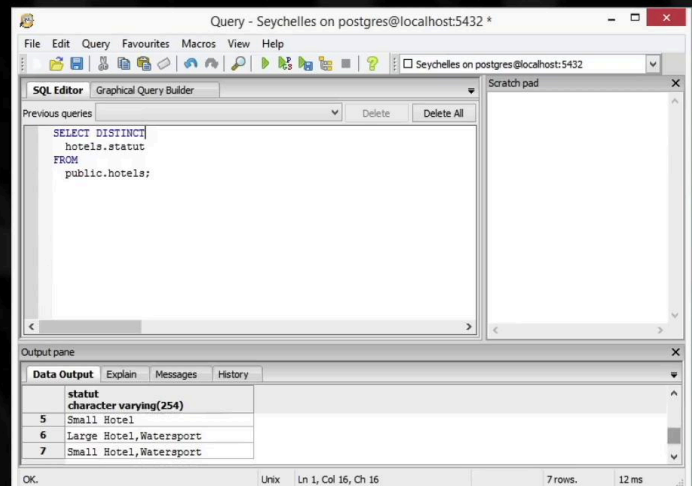 Query - Seychelles on postgres@localhost:5432 *
File Edit Query Favourites Macros View Help
Seychelles on postgres@localhost:5432
SQL Editor Graphical Query Builder
Scratch pad
Previous queries Delete Delete All
SELECT DISTINCT
hotels.statut
FROM
public.hotels;
Output pane
Data Output Explain Messages History
statut
character varying(254)
5 Small Hotel
6 Large Hotel,Watersport
7 Small Hotel,Watersport
OK. Unix Ln 1, Col 16, Ch 16 7 rows. 12 ms